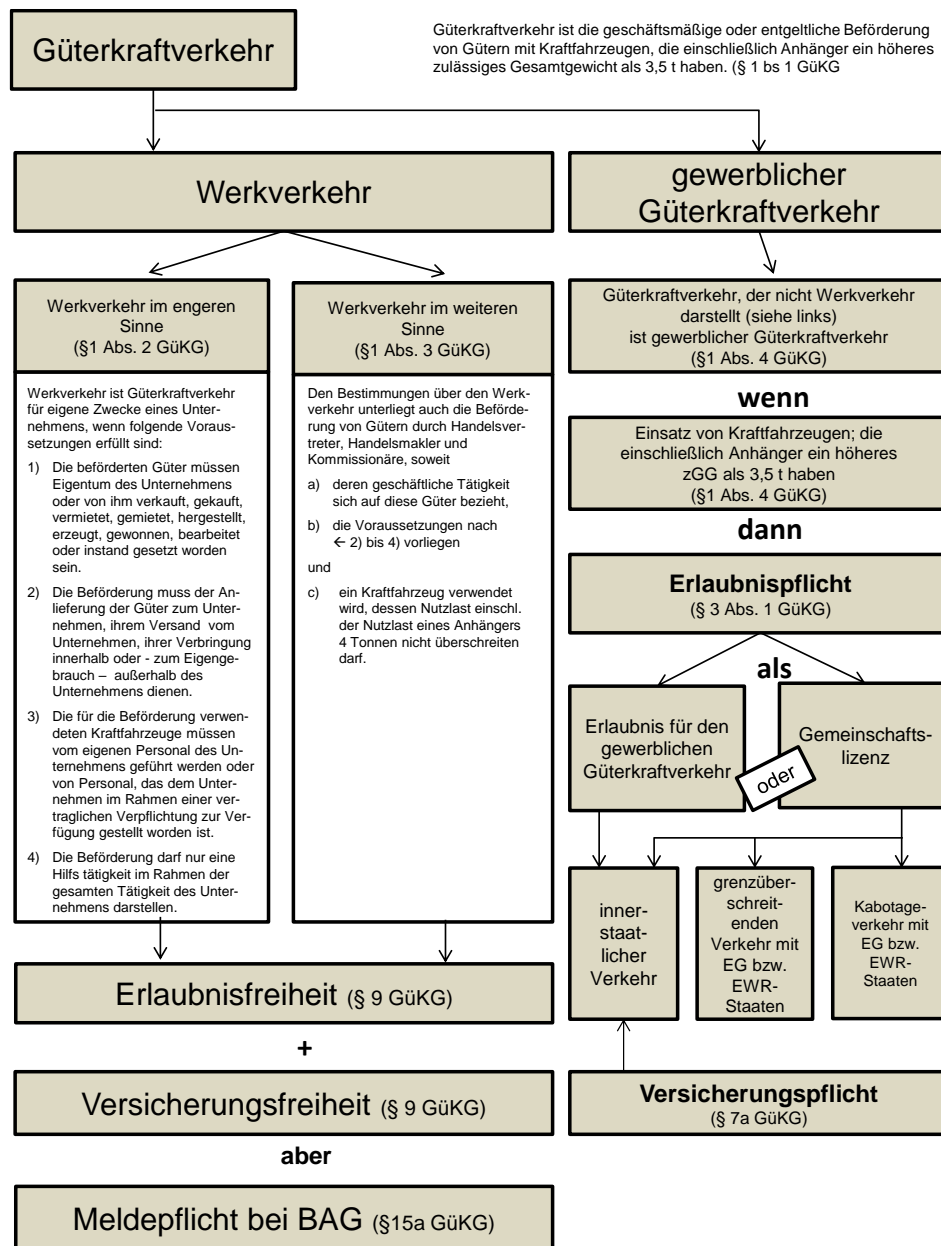 Güterkraftverkehr
Güterkraftverkehr ist die geschäftsmäßige oder entgeltliche Beförderung
von Gütern mit Kraftfahrzeugen, die einschließlich Anhänger ein höheres
zulässiges Gesamtgewicht als 3,5 t haben. (§ 1 bs 1 GüKG
Werkverkehr
gewerblicher
Güterkraftverkehr
Werkverkehr im engeren
Sinne
(§1 Abs. 2 GüKG)
Werkverkehr ist Güterkraftverkehr
für eigene Zwecke eines Unter-
nehmens, wenn folgende Voraus-
setzungen erfüllt sind:
1) Die beförderten Güter müssen
Eigentum des Unternehmens
oder von ihm verkauft, gekauft,
vermietet, gemietet, hergestellt,
erzeugt, gewonnen, bearbeitet
oder instand gesetzt worden
sein.
2) Die Beförderung muss der An-
lieferung der Güter zum Unter-
nehmen, ihrem Versand vom
Unternehmen, ihrer Verbringung
innerhalb oder - zum Eigenge-
brauch – außerhalb des
Unternehmens dienen.
3) Die für die Beförderung verwen-
deten Kraftfahrzeuge müssen
vom eigenen Personal des Un-
ternehmens geführt werden oder
von Personal, das dem Unter-
nehmen im Rahmen einer ver-
traglichen Verpflichtung zur Ver-
fügung gestellt worden ist.
4) Die Beförderung darf nur eine
Hilfs tätigkeit im Rahmen der
gesamten Tätigkeit des Unter-
nehmens darstellen.
Werkverkehr im weiteren
Sinne
(§1 Abs. 3 GüKG)
Den Bestimmungen über den Werk-
verkehr unterliegt auch die Beförde-
rung von Gütern durch Handelsver-
treter, Handelsmakler und
Kommissionäre, soweit
a) deren geschäftliche Tätigkeit
sich auf diese Güter bezieht,
b) die Voraussetzungen nach
← 2) bis 4) vorliegen
und
c) ein Kraftfahrzeug verwendet
wird, dessen Nutzlast einschl.
der Nutzlast eines Anhängers
4 Tonnen nicht überschreiten
darf.
Erlaubnisfreiheit (§ 9 GüKG)
+
Versicherungsfreiheit (§ 9 GüKG)
aber
Meldepflicht bei BAG (§15a GüKG)
Güterkraftverkehr, der nicht Werkverkehr
darstellt (siehe links)
ist gewerblicher Güterkraftverkehr
(§1 Abs. 4 GüKG)
wenn
Einsatz von Kraftfahrzeugen; die
einschließlich Anhänger ein höheres
zGG als 3,5 t haben
(§1 Abs. 4 GüKG)
dann
Erlaubnispflicht
(§ 3 Abs. 1 GüKG)
als
Erlaubnis für den
gewerblichen
Güterkraftverkehr
oder
Gemeinschafts-
lizenz
inner-
staat-
licher
Verkehr
grenzüber-
schreit-
enden
Verkehr mit
EG bzw.
EWR-
Staaten
Kabotage-
verkehr mit
EG bzw.
EWR-
Staaten
Versicherungspflicht
(§ 7a GüKG)